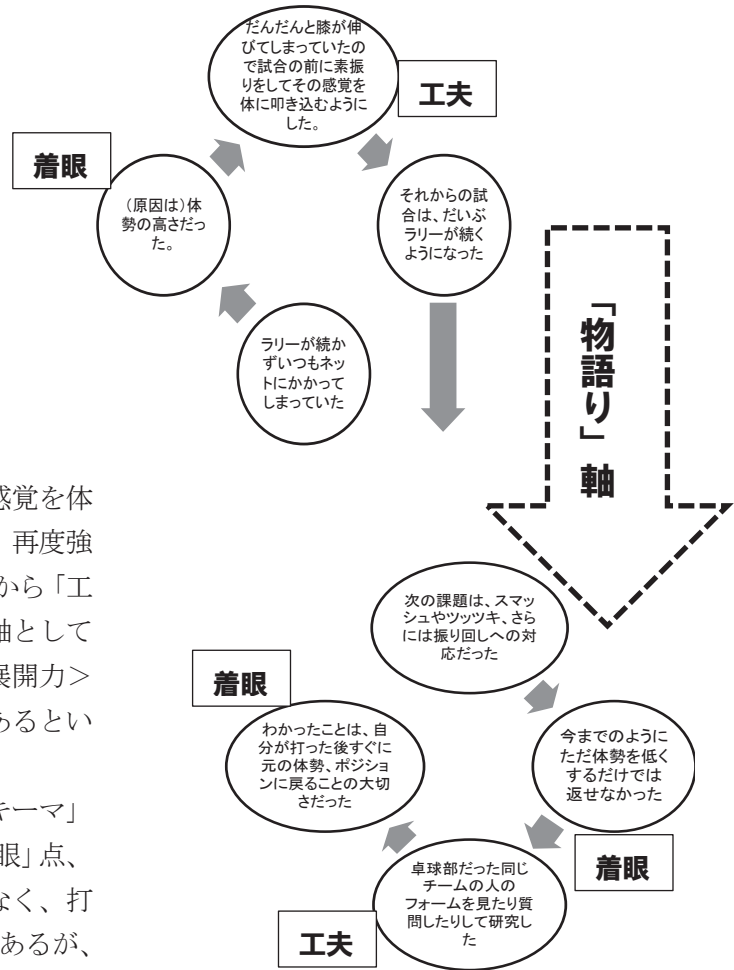 だんだんと膝が伸
びてしまっていたの
で試合の前に素振
りをしてその感覚を
体に叩き込むように
した。
工夫
着眼
（原因は）体
勢の高さだっ
た。
それからの試
合は、だいぶ
ラリーが続く
ようになった
ラリーが続か
ずいつもネッ
トにかかって
しまっていた
「物語り」軸
感覚を体
再度強
から「工
軸として
展開力＞
あるとい
キーマ」
眼」点、
なく、打
あるが、
次の課題は、スマッ
シュやツッツキ、さら
には振り回しへの対
応だった
着眼
わかったことは、自
分が打った後すぐに
元の体勢、ポジショ
ンに戻ることの大切
さだった
今までのように
ただ体勢を低く
するだけでは
返せなかった
着眼
卓球部だった同じ
チームの人の
フォームを見たり質
問したりして研究し
た
工夫